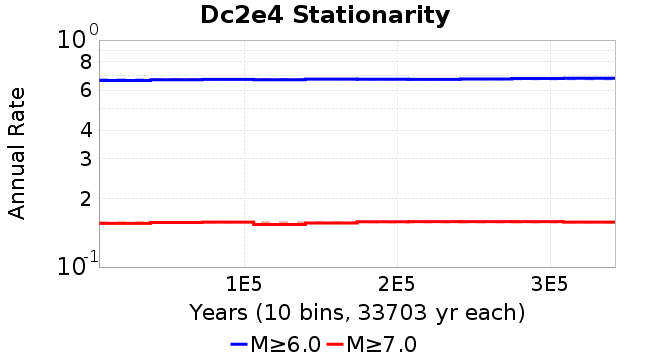 Dc2e4 Stationarity
10^0
8
6
4
3
2
10^-1
Annual Rate
1E5 2E5 3E5
Years (10 bins, 33703 yr each)
M≥6.0 M≥7.0